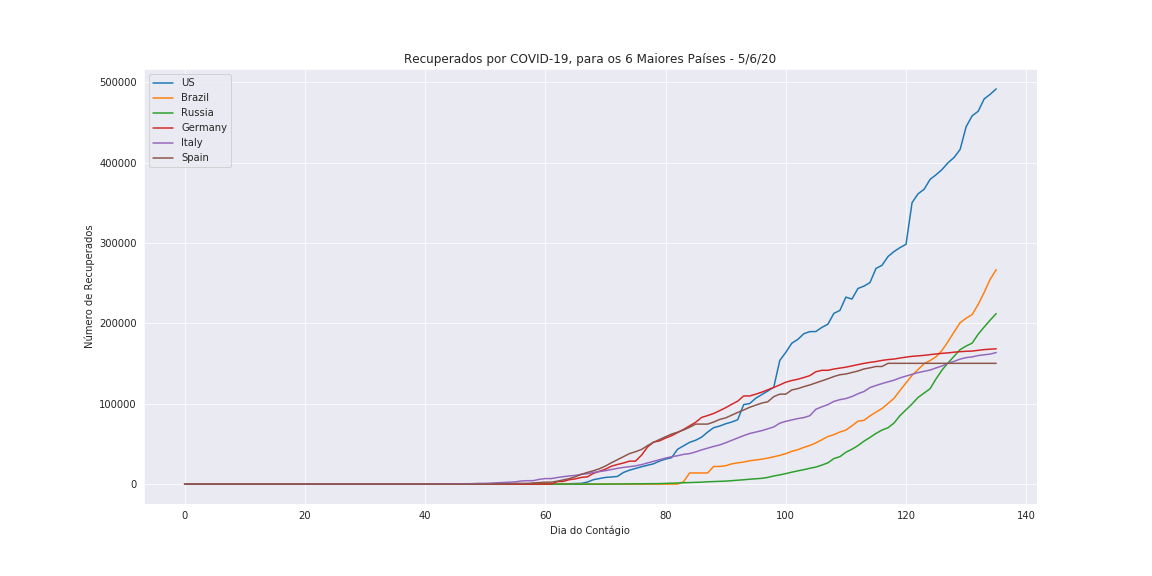 Recuperados por COVID-19, para os 6 Maiores Países - 5/6/20
US
Brazil
Russia
Germany
Italy
Spain
500000
400000
300000
200000
100000
0
Número de Recuperados
0 20 40 60 80 100 120 140
Dia do Contágio